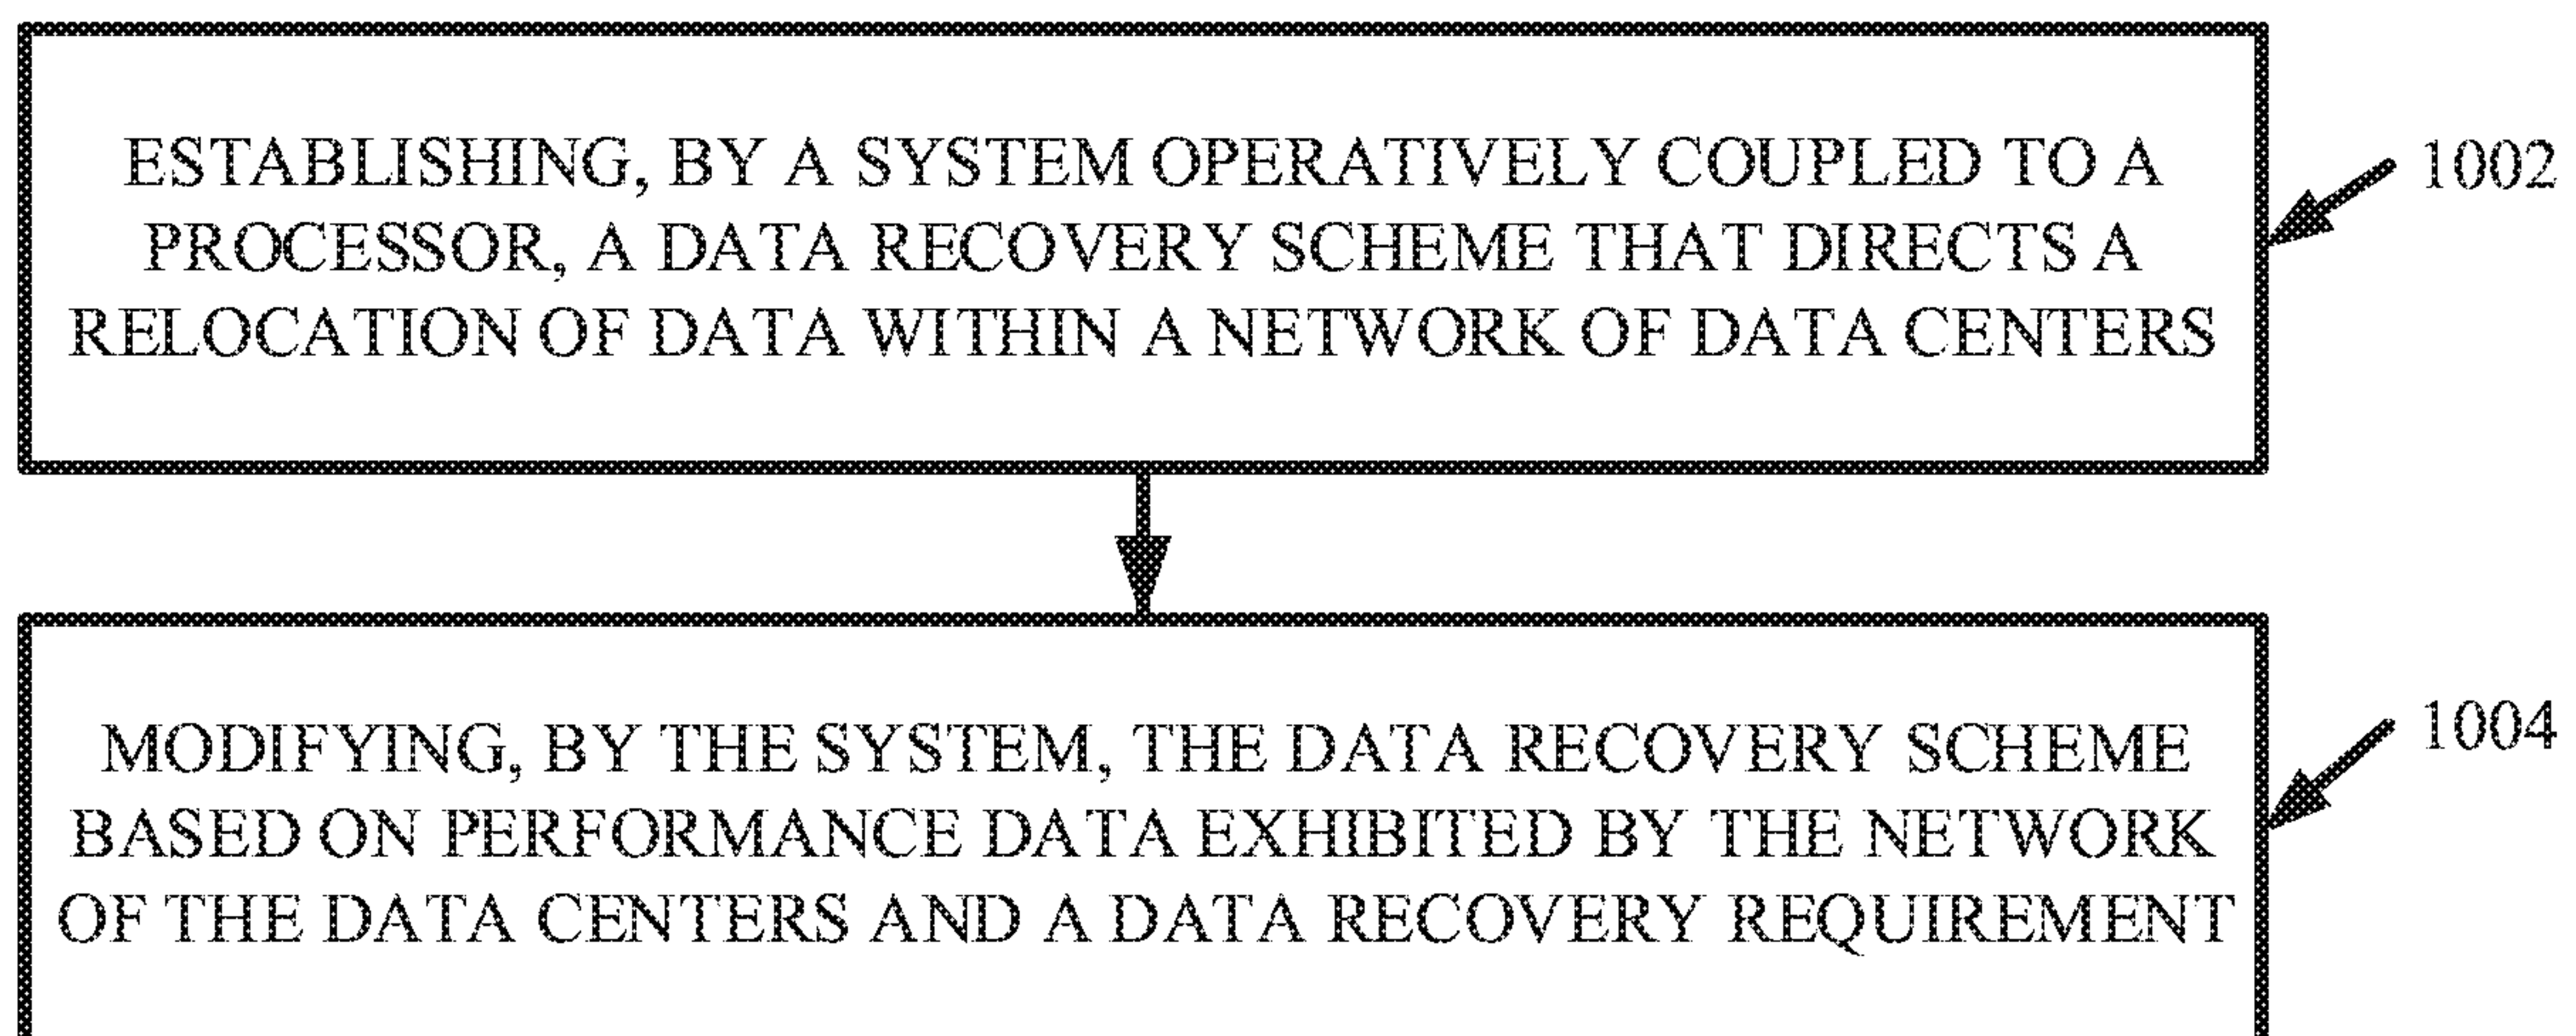 ESTABLISHING, BY A SYSTEM OPERATIVELY COUPLED TO A
PROCESSOR, A DATA RECOVERY SCHEME THAT DIRECTS A
RELOCATION OF DATA WITHIN A NETWORK OF DATA CENTERS
1002
MODIFYING, BY THE SYSTEM, THE DATA RECOVERY SCHEME
BASED ON PERFORMANCE DATA EXHIBITED BY THE NETWORK
OF THE DATA CENTERS AND A DATA RECOVERY REQUIREMENT
1004